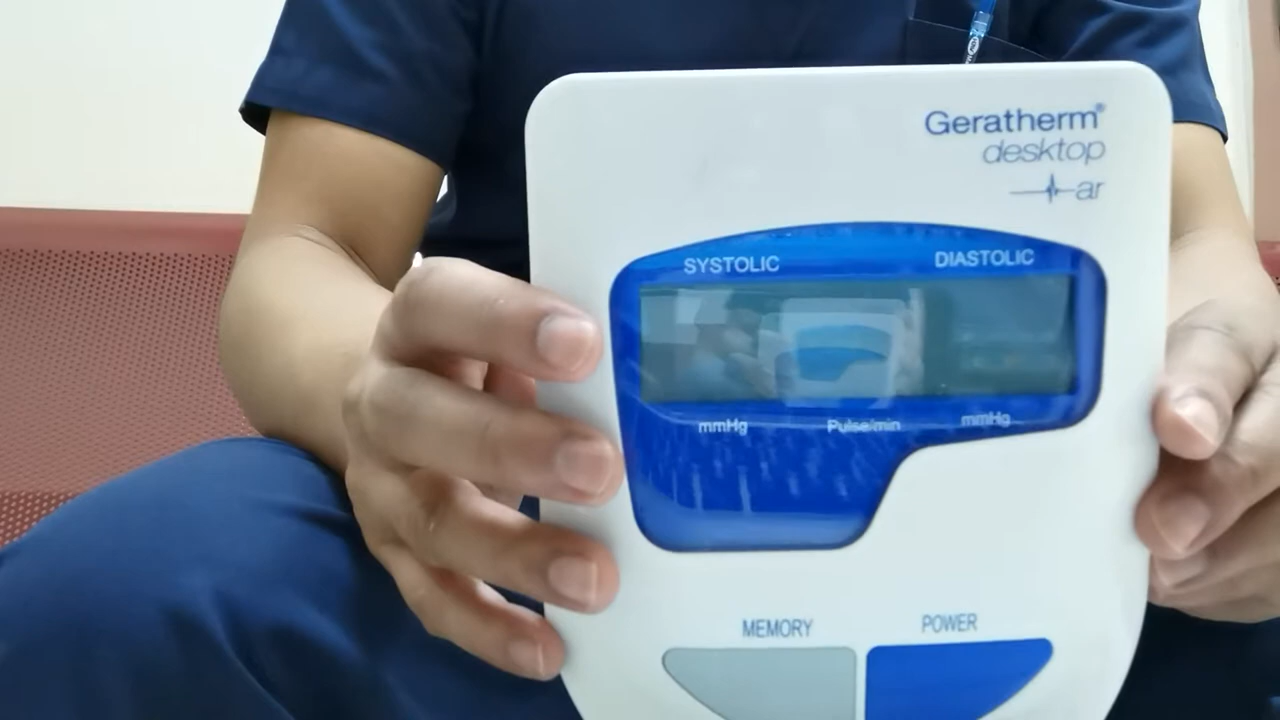 Geratherm®
desktop
ar
SYSTOLIC DIASTOLIC
mmHg Pulse/min mmHg
MEMORY POWER